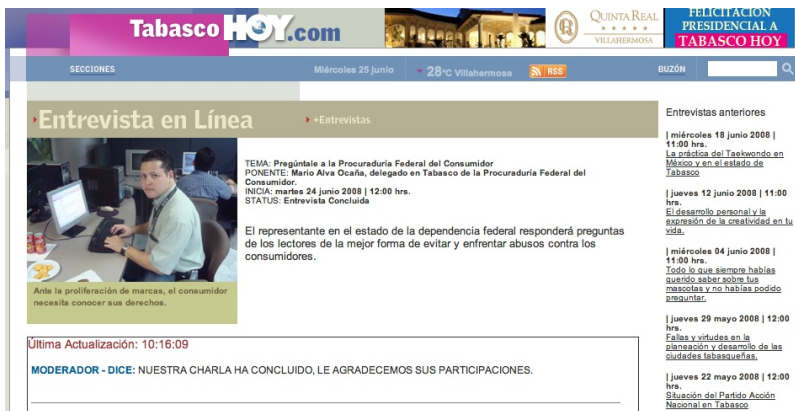 Tabasco HOY.com
QUINTA REAL
VILLAHERMOSA
FELICITACIÓN
PRESIDENCIAL A
TABASCO HOY
SECCIONES
Miércoles 25 junio
28°C Villahermosa
RSS
BUZÓN
Entrevista en Línea
+Entrevistas
TEMA: Pregúntale a la Procuraduría Federal del Consumidor
PONENTE: Mario Alva Ocaña, delegado en Tabasco de la Procuraduría Federal del
Consumidor.
INICIA: martes 24 junio 2008 | 12:00 hrs.
STATUS: Entrevista Concluida
El representante en el estado de la dependencia federal responderá preguntas
de los lectores de la mejor forma de evitar y enfrentar abusos contra los
consumidores.
Ante la proliferación de marcas, el consumidor
necesita conocer sus derechos.
Última Actualización: 10:16:09
MODERADOR - DICE: NUESTRA CHARLA HA CONCLUIDO, LE AGRADECEMOS SUS PARTICIPACIONES.
Entrevistas anteriores
| miércoles 18 junio 2008 |
11:00 hrs.
La práctica del Taekwondo en
México y en el estado de
Tabasco
| jueves 12 junio 2008 | 11:00
hrs.
El desarrollo personal y la
expresión de la creatividad en tu
vida.
| miércoles 04 junio 2008 |
11:00 hrs.
Todo lo que siempre habías
querido saber sobre tus
mascotas y no habías podido
preguntar.
| jueves 29 mayo 2008 | 12:00
hrs.
Fallas y virtudes en la
planeación y desarrollo de las
ciudades tabasqueñas.
| jueves 22 mayo 2008 | 12:00
hrs.
Situación del Partido Acción
Nacional en Tabasco